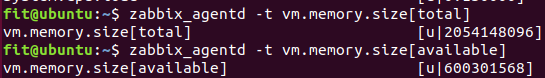 fit@ubuntu:~$ zabbix_agentd -t vm.memory.size[total]
vm.memory.size[total] [u|2054148096]
fit@ubuntu:~$ zabbix_agentd -t vm.memory.size[available]
vm.memory.size[available] [u|600301568]